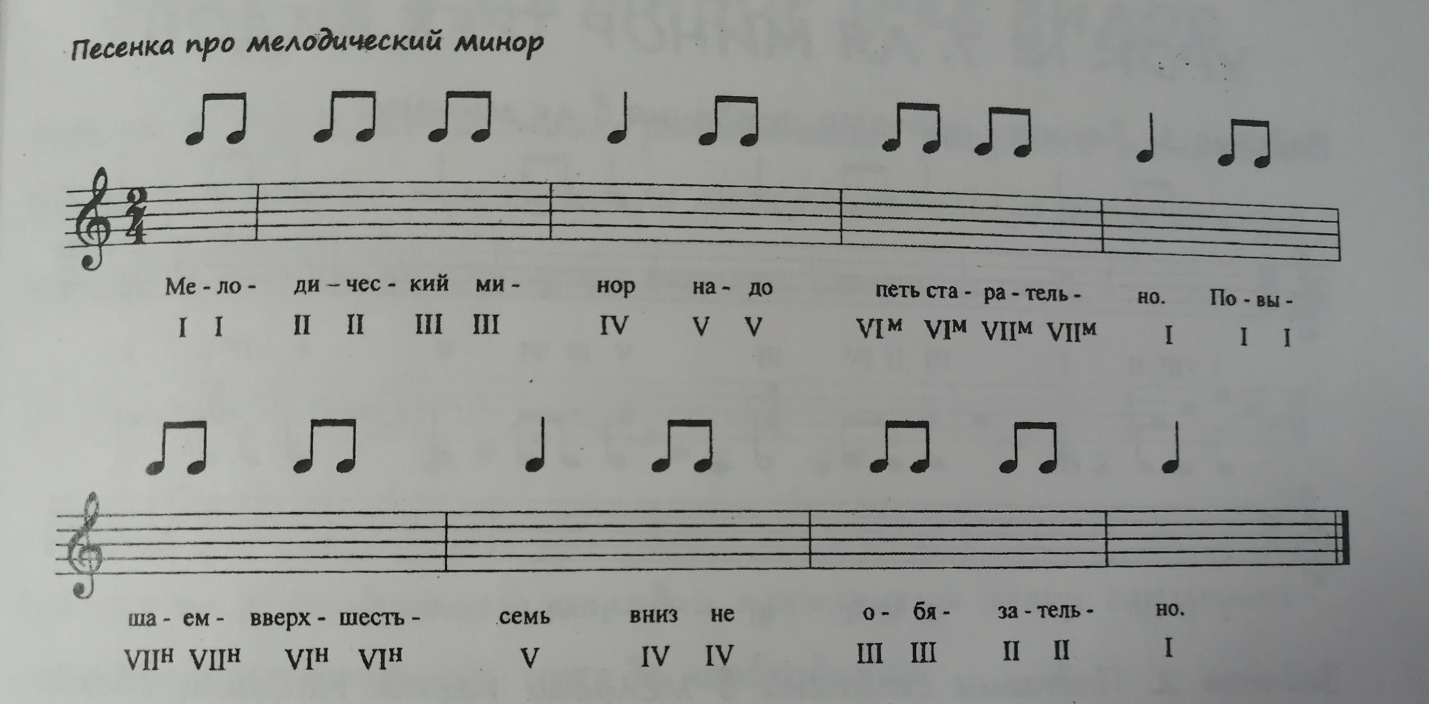 Песенка про мелодический минор
2 4
Ме - ло - ди – чес - кий ми - нор на - до петь ста - ра - тель - но. По - вы -
I I II II III III IV V V VIᴹ VIᴹ VIIᴹ VIIᴹ I I I
ша - ем - вверх - шесть - семь вниз не о - бя - за - тель - но.
VIIᴴ VIIᴴ VIᴴ VIᴴ V IV IV III III II II I